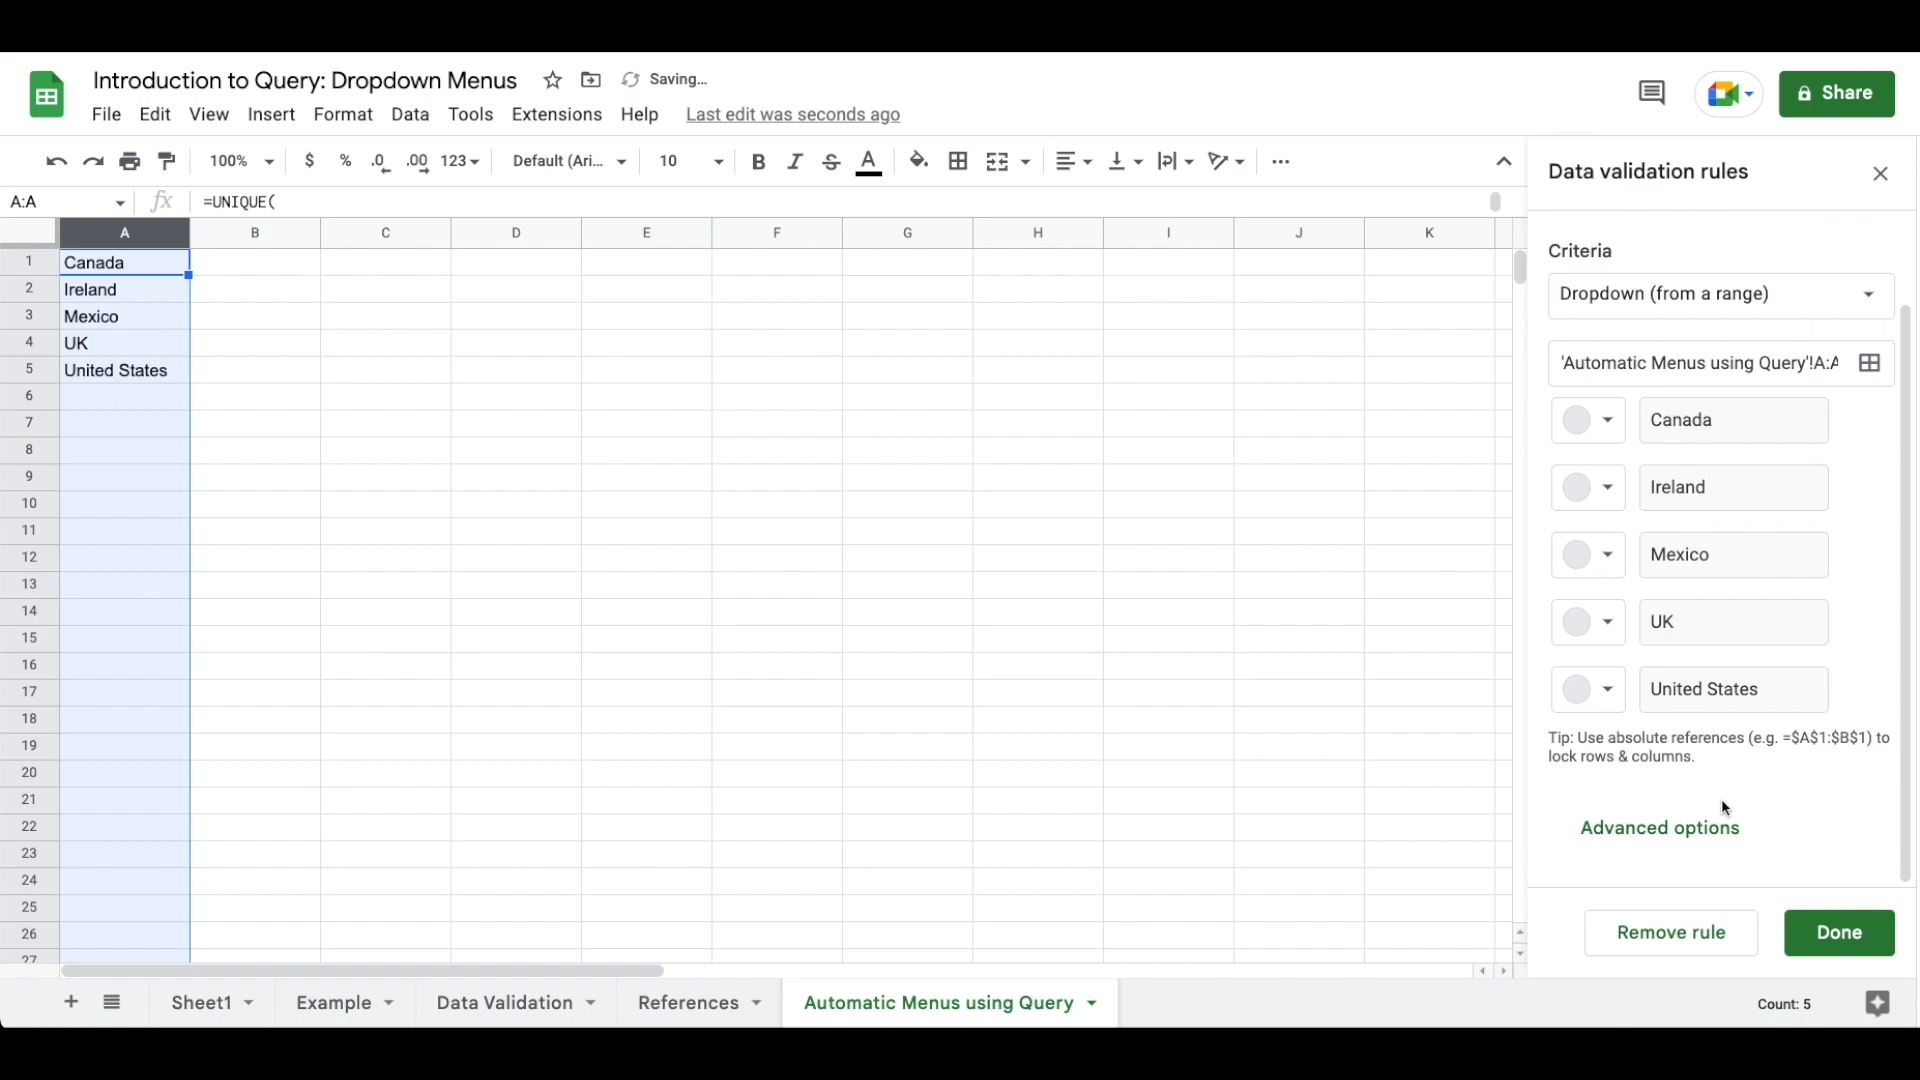 Introduction to Query: Dropdown Menus Saving...
File Edit View Insert Format Data Tools Extensions Help Last edit was seconds ago
Share
100% $ % .0 .00 123 Default (Ari... 10 B I S A
A:A fx =UNIQUE(
Data validation rules
A B C D E F G H I J K
1 Canada
2 Ireland
3 Mexico
4 UK
5 United States
6
7
8
9
10
11
12
13
14
15
16
17
18
19
20
21
22
23
24
25
26
27
Criteria
Dropdown (from a range)
'Automatic Menus using Query'!A:A
Canada
Ireland
Mexico
UK
United States
Tip: Use absolute references (e.g. =$A$1:$B$1) to
lock rows & columns.
Advanced options
Remove rule Done
Sheet1 Example Data Validation References Automatic Menus using Query Count: 5